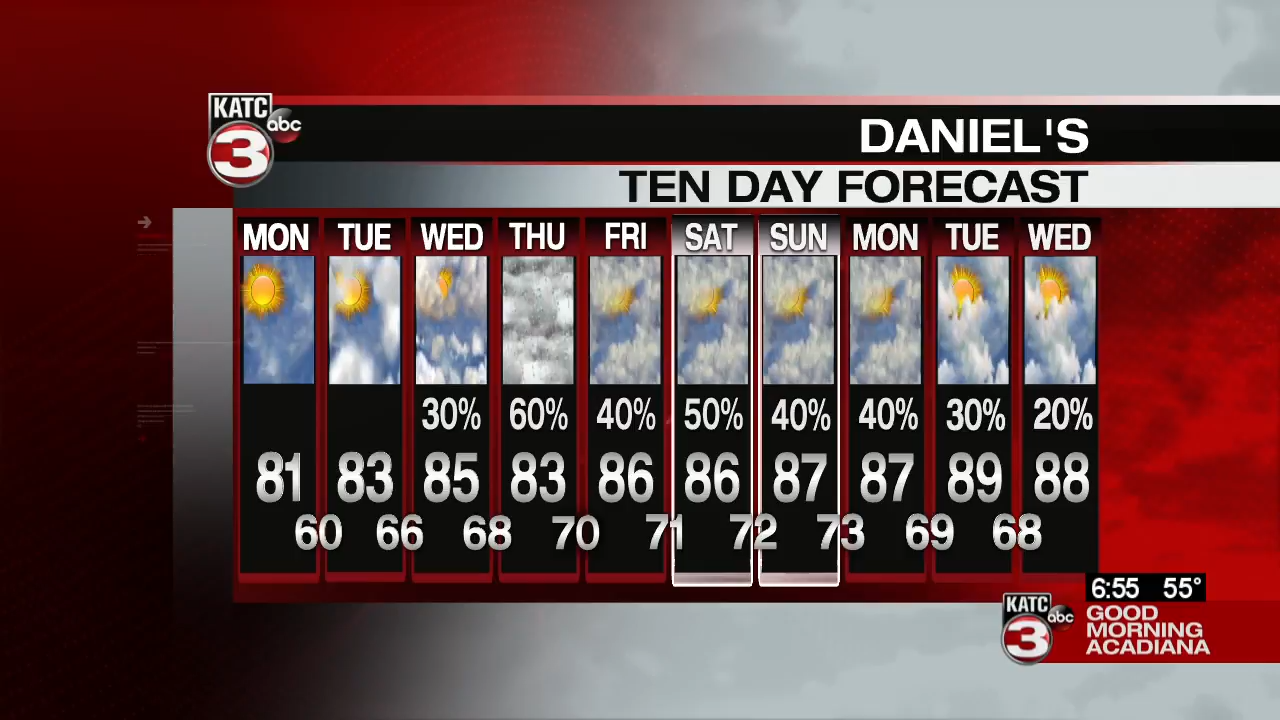 KATC
abc
3
DANIEL'S
TEN DAY FORECAST
MON TUE WED THU FRI SAT SUN MON TUE WED
30% 60% 40% 50% 40% 40% 30% 20%
81 83 85 83 86 86 87 87 89 88
60 66 68 70 71 72 73 69 68
6:55 55°
KATC
abc
3
GOOD
MORNING
ACADIANA